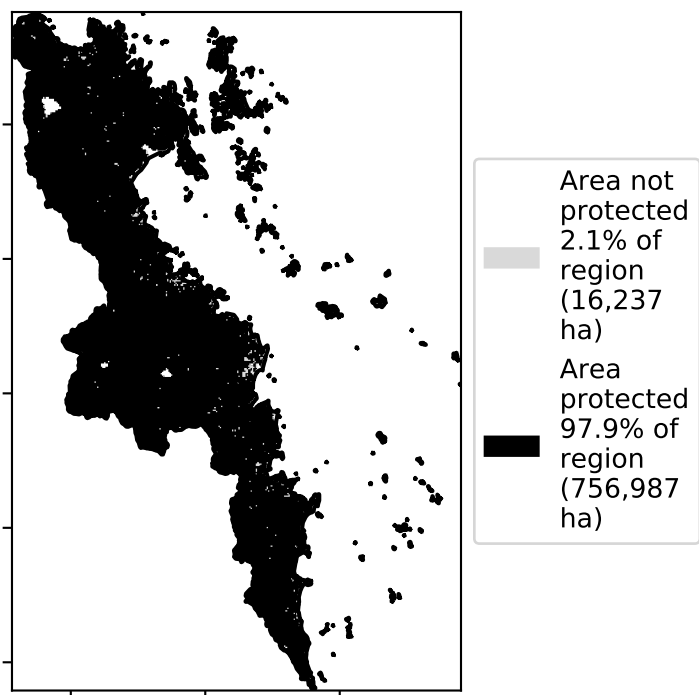 Area not
protected
2.1% of
region
(16,237
ha)
Area
protected
97.9% of
region
(756,987
ha)